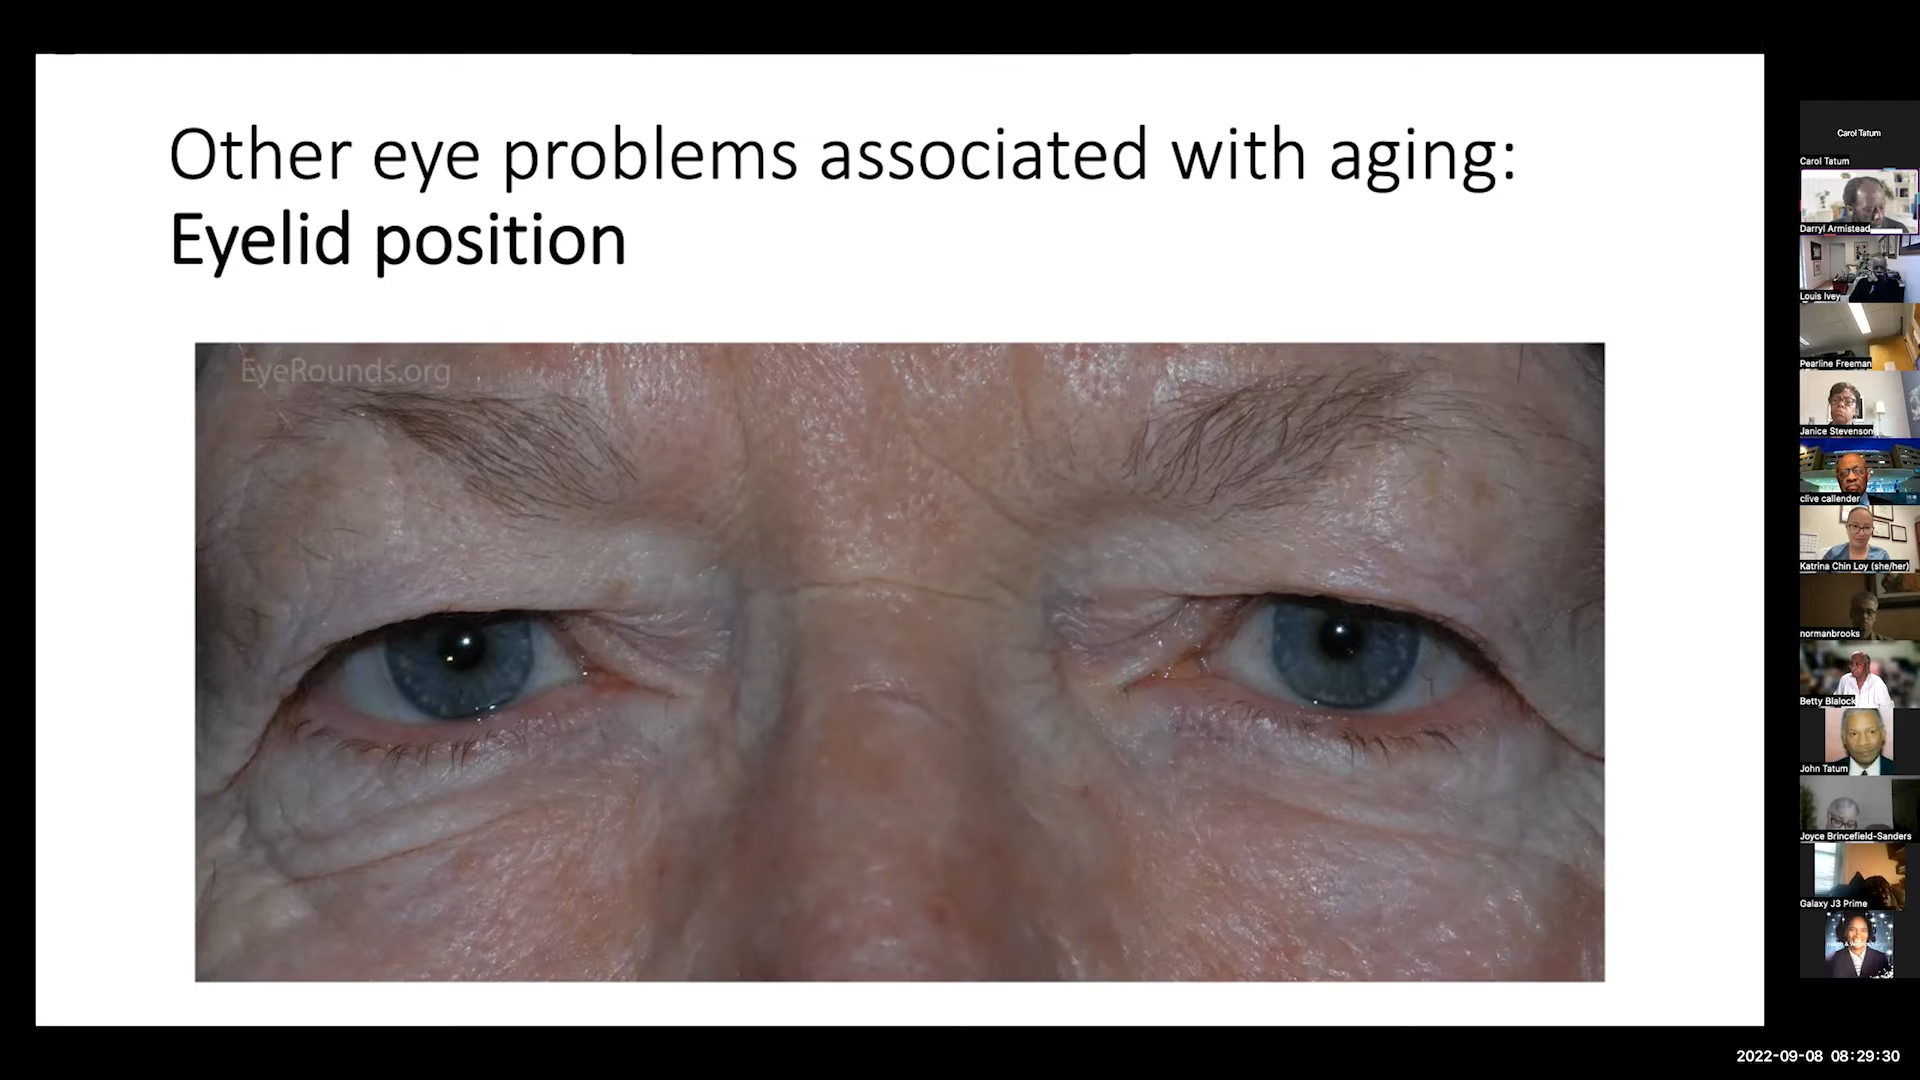 Other eye problems associated with aging:
Eyelid position
EyeRounds.org
Carol Tatum
Carol Tatum
Darryl Armistead
Louis Ivey
Pearline Freeman
Janice Stevenson
clive callender
Katrina Chin Loy (she/her)
normanbrooks
Betty Blalock
John Tatum
Joyce Brincefield-Sanders
Galaxy J3 Prime
2022-09-08 08:29:30